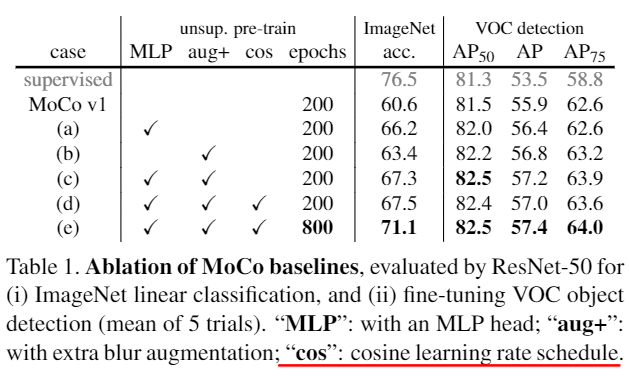 unsup. pre-train ImageNet VOC detection
case MLP aug+ cos epochs acc. AP50 AP AP75
supervised 76.5 81.3 53.5 58.8
MoCo v1 200 60.6 81.5 55.9 62.6
(a) ✓ 200 66.2 82.0 56.4 62.6
(b) ✓ 200 63.4 82.2 56.8 63.2
(c) ✓ ✓ 200 67.3 82.5 57.2 63.9
(d) ✓ ✓ ✓ 200 67.5 82.4 57.0 63.6
(e) ✓ ✓ ✓ 800 71.1 82.5 57.4 64.0
Table 1. Ablation of MoCo baselines, evaluated by ResNet-50 for
(i) ImageNet linear classification, and (ii) fine-tuning VOC object
detection (mean of 5 trials). “MLP”: with an MLP head; “aug+”:
with extra blur augmentation; “cos”: cosine learning rate schedule.